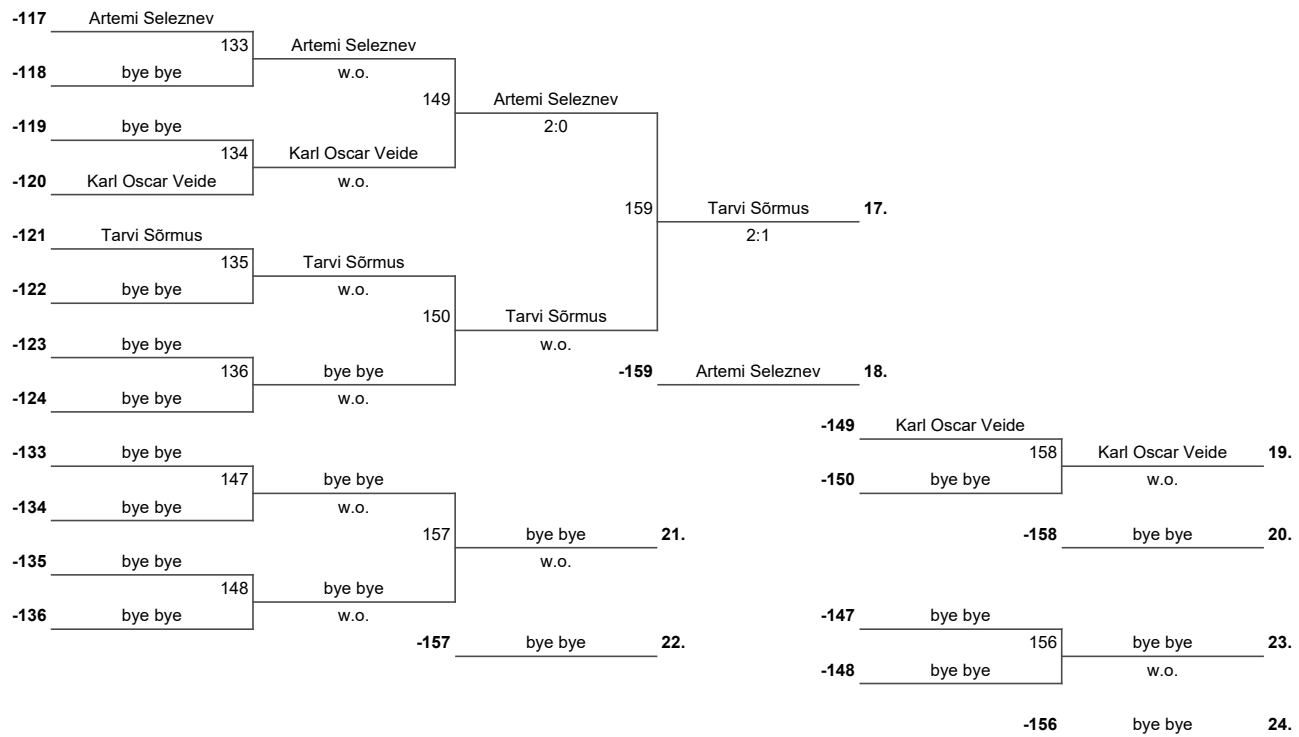 -117 Artemi Seleznev
133 Artemi Seleznev
-118 bye bye w.o.
149 Artemi Seleznev
-119 bye bye 2:0
134 Karl Oscar Veide
-120 Karl Oscar Veide w.o.
159 Tarvi Sõrmus 17.
-121 Tarvi Sõrmus 2:1
135 Tarvi Sõrmus
-122 bye bye w.o.
150 Tarvi Sõrmus
-123 bye bye w.o.
136 bye bye -159 Artemi Seleznev 18.
-124 bye bye w.o.
-149 Karl Oscar Veide
-133 bye bye 158 Karl Oscar Veide 19.
147 bye bye -150 bye bye w.o.
-134 w.o.
157 bye bye 21. -158 bye bye 20.
-135 bye bye w.o.
148 bye bye
-136 bye bye w.o. -147 bye bye
-157 bye bye 22. 156 bye bye 23.
-148 bye bye w.o.
-156 bye bye 24.